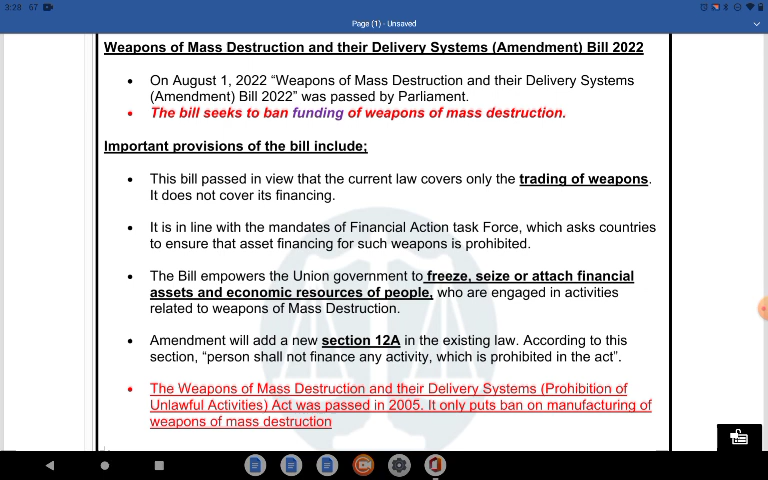 3:28 67
Page (1) - Unsaved
Weapons of Mass Destruction and their Delivery Systems (Amendment) Bill 2022
• On August 1, 2022 “Weapons of Mass Destruction and their Delivery Systems
(Amendment) Bill 2022” was passed by Parliament.
• The bill seeks to ban funding of weapons of mass destruction.
Important provisions of the bill include;
• This bill passed in view that the current law covers only the trading of weapons.
It does not cover its financing.
• It is in line with the mandates of Financial Action task Force, which asks countries
to ensure that asset financing for such weapons is prohibited.
• The Bill empowers the Union government to freeze, seize or attach financial
assets and economic resources of people, who are engaged in activities
related to weapons of Mass Destruction.
• Amendment will add a new section 12A in the existing law. According to this
section, “person shall not finance any activity, which is prohibited in the act”.
• The Weapons of Mass Destruction and their Delivery Systems (Prohibition of
Unlawful Activities) Act was passed in 2005. It only puts ban on manufacturing of
weapons of mass destruction